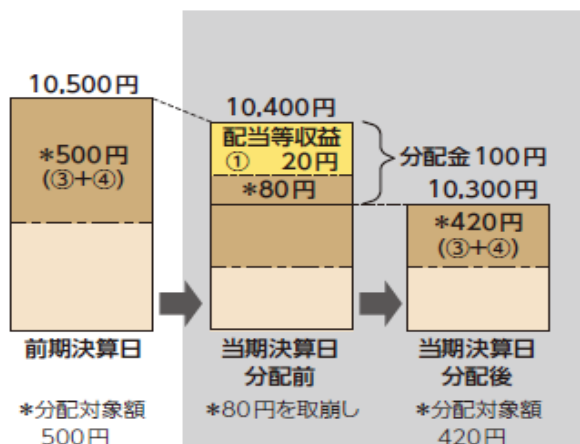 10,500円
*500円
(③+④)
前期決算日
*分配対象額
500円
10,400円
配当等収益
① 20円
*80円
分配金100円
当期決算日
分配前
*80円を取崩し
10,300円
*420円
(③+④)
当期決算日
分配後
*分配対象額
420円